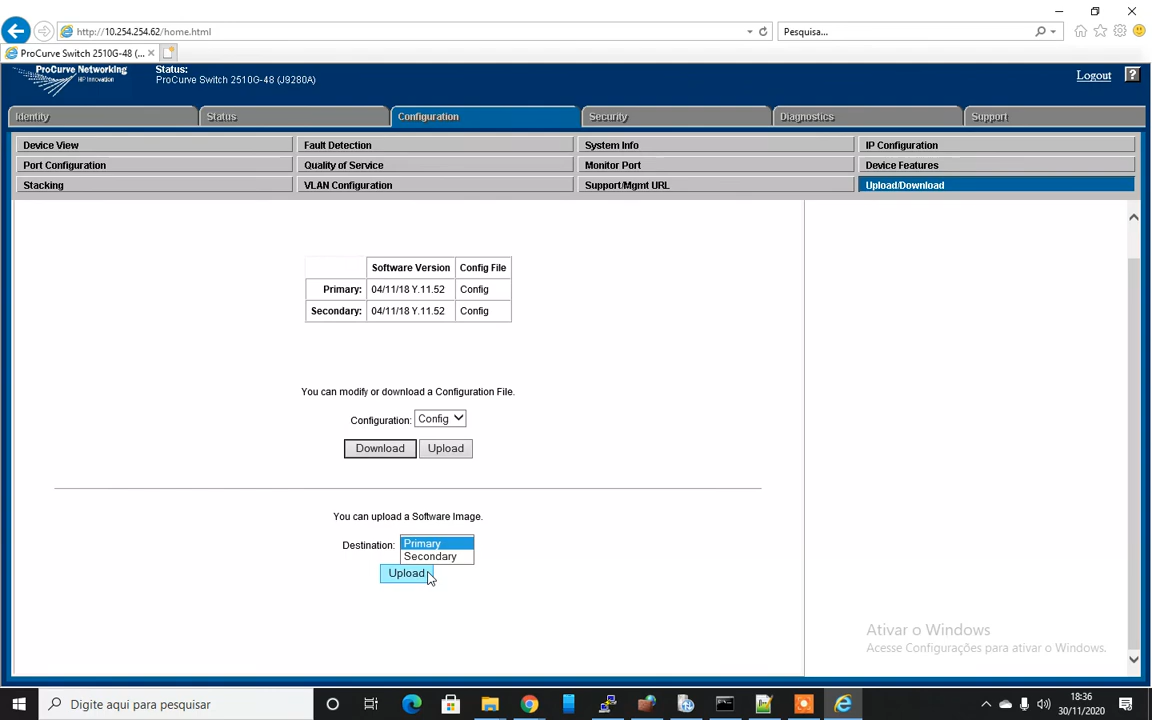 http://10.254.254.62/home.html
Pesquisa...
ProCurve Switch 2510G-48 (...
ProCurve Networking
HP Innovation
Status:
ProCurve Switch 2510G-48 (J9280A)
Logout
?
Identity
Status
Configuration
Security
Diagnostics
Support
Device View
Fault Detection
System Info
IP Configuration
Port Configuration
Quality of Service
Monitor Port
Device Features
Stacking
VLAN Configuration
Support/Mgmt URL
Upload/Download
Software Version Config File
Primary: 04/11/18 Y.11.52 Config
Secondary: 04/11/18 Y.11.52 Config
You can modify or download a Configuration File.
Configuration: Config
Download Upload
You can upload a Software Image.
Destination: Primary
Secondary
Upload
Ativar o Windows
Acesse Configurações para ativar o Windows.
Digite aqui para pesquisar
18:36
30/11/2020